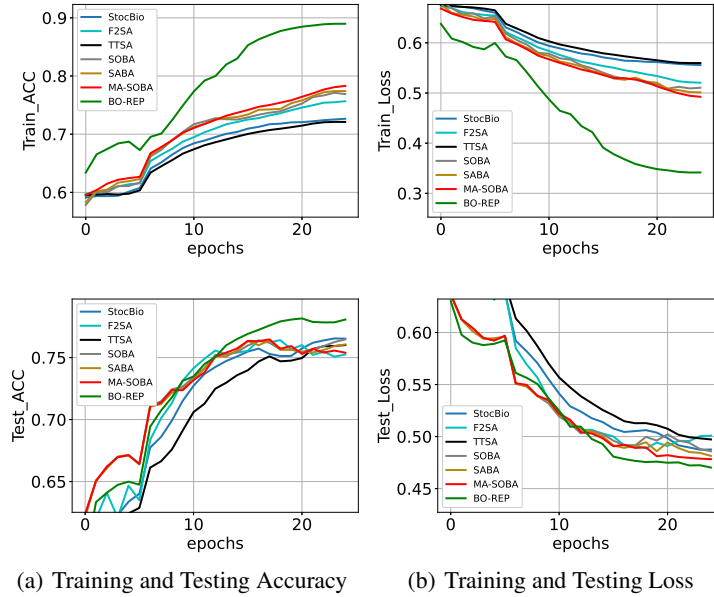 0.9
0.8
0.7
0.6
Train_ACC
StocBio
F2SA
TTSA
SOBA
SABA
MA-SOBA
BO-REP
0
10
20
epochs
0.6
0.5
0.4
0.3
Train_Loss
StocBio
F2SA
TTSA
SOBA
SABA
MA-SOBA
BO-REP
0
10
20
epochs
0.75
0.70
0.65
Test_ACC
StocBio
F2SA
TTSA
SOBA
SABA
MA-SOBA
BO-REP
0
10
20
epochs
0.60
0.55
0.50
0.45
Test_Loss
StocBio
F2SA
TTSA
SOBA
SABA
MA-SOBA
BO-REP
0
10
20
epochs
(a) Training and Testing Accuracy
(b) Training and Testing Loss